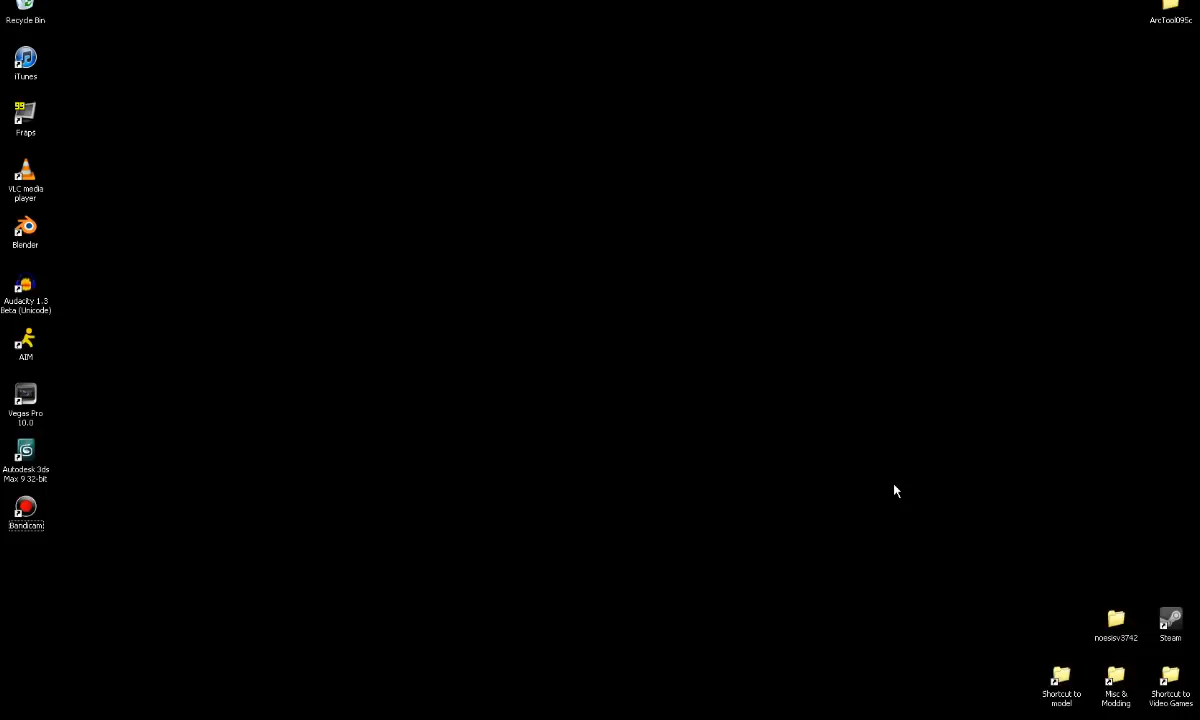 Recycle Bin
ArcTool095c
iTunes
99
Fraps
VLC media
player
Blender
Audacity 1.3
Beta (Unicode)
AIM
Vegas Pro
10.0
Autodesk 3ds
Max 9 32-bit
Bandicam
noesisv3742
Steam
Shortcut to
model
Misc &
Modding
Shortcut to
Video Games